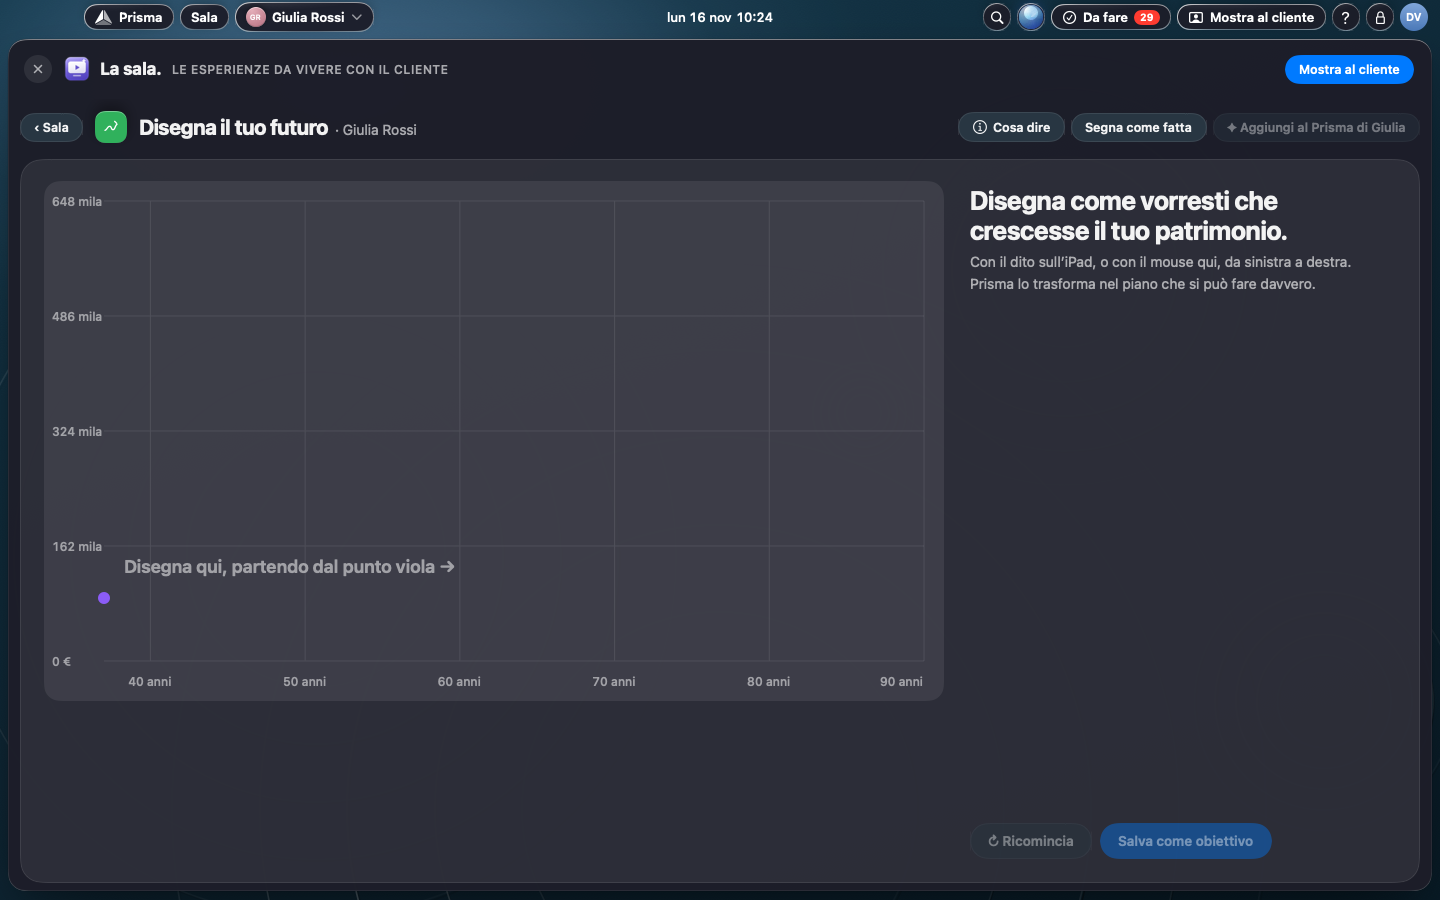 Prisma
Sala
GR Giulia Rossi
lun 16 nov 10:24
Da fare 29
Mostra al cliente
?
DV
La sala. LE ESPERIENZE DA VIVERE CON IL CLIENTE
Mostra al cliente
‹ Sala
Disegna il tuo futuro · Giulia Rossi
Cosa dire
Segna come fatta
Aggiungi al Prisma di Giulia
648 mila
486 mila
324 mila
162 mila
0 €
Disegna qui, partendo dal punto viola →
40 anni
50 anni
60 anni
70 anni
80 anni
90 anni
Disegna come vorresti che
crescesse il tuo patrimonio.
Con il dito sull'iPad, o con il mouse qui, da sinistra a destra.
Prisma lo trasforma nel piano che si può fare davvero.
Ricomincia
Salva come obiettivo